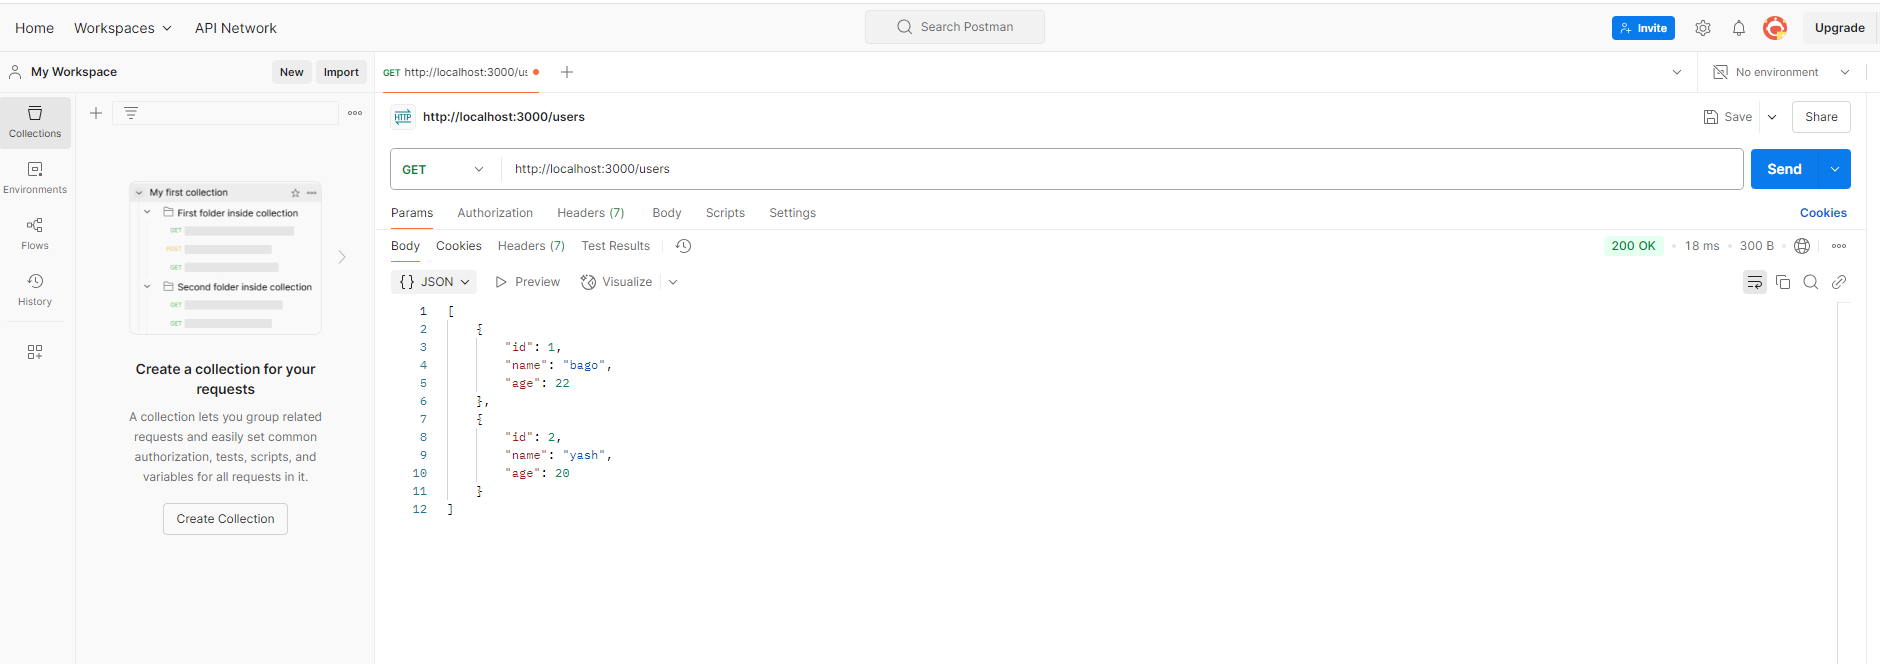 Home Workspaces API Network Search Postman Invite Upgrade
My Workspace New Import GET http://localhost:3000/us No environment
Collections
HTTP http://localhost:3000/users Save Share
Environments
GET http://localhost:3000/users Send
My first collection
First folder inside collection
GET
POST
GET
Second folder inside collection
GET
GET
Flows
History
Params Authorization Headers (7) Body Scripts Settings Cookies
Body Cookies Headers (7) Test Results 200 OK 18 ms 300 B
{} JSON Preview Visualize
1 [
2 {
3 "id": 1,
4 "name": "bago",
5 "age": 22
6 },
7 {
8 "id": 2,
9 "name": "yash",
10 "age": 20
11 }
12 ]
Create a collection for your
requests
A collection lets you group related
requests and easily set common
authorization, tests, scripts, and
variables for all requests in it.
Create Collection